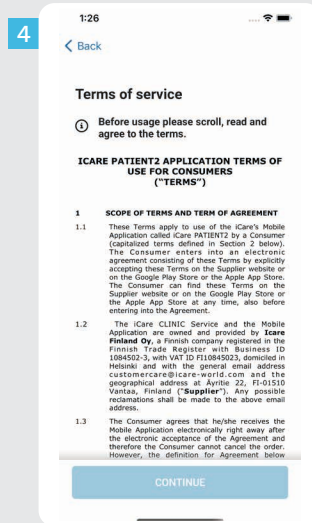 4
1:26
Back
Terms of service
Before usage please scroll, read and
agree to the terms.
ICARE PATIENT2 APPLICATION TERMS OF
USE FOR CONSUMERS
("TERMS")
1 SCOPE OF TERMS AND TERM OF AGREEMENT
1.1 These Terms apply to use of the iCare's Mobile
Application called iCare PATIENT2 by a Consumer
(capitalized terms defined in Section 2 below).
The Consumer enters into an electronic
agreement consisting of these Terms by explicitly
accepting these Terms on the Supplier website or
on the Google Play Store or the Apple App Store.
The Consumer can find these Terms on the
Supplier website or on the Google Play Store or
the Apple App Store at any time, also before
entering into the Agreement.
1.2 The iCare CLINIC Service and the Mobile
Application are owned and provided by Icare
Finland Oy, a Finnish company registered in the
Finnish Trade Register with Business ID
1084502-3, with VAT ID FI10845023, domiciled in
Helsinki and with the general email address
customercare@icare-world.com and the
geographical address at Äyritie 22, FI-01510
Vantaa, Finland ("Supplier"). Any possible
reclamations shall be made to the above email
address.
1.3 The Consumer agrees that he/she receives the
Mobile Application electronically right away after
the electronic acceptance of the Agreement and
therefore the Consumer cannot cancel the order.
However, the definition for Agreement below
CONTINUE